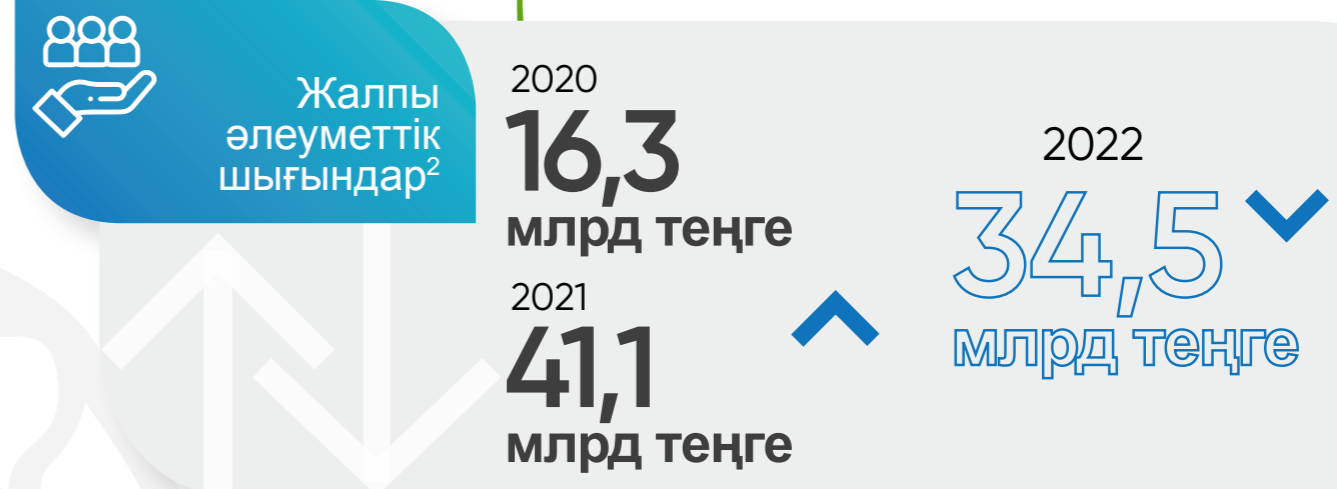 Жалпы
әлеуметтік
шығындар²
2020
16,3
млрд теңге
2021
41,1
млрд теңге
2022
34,5
млрд теңге